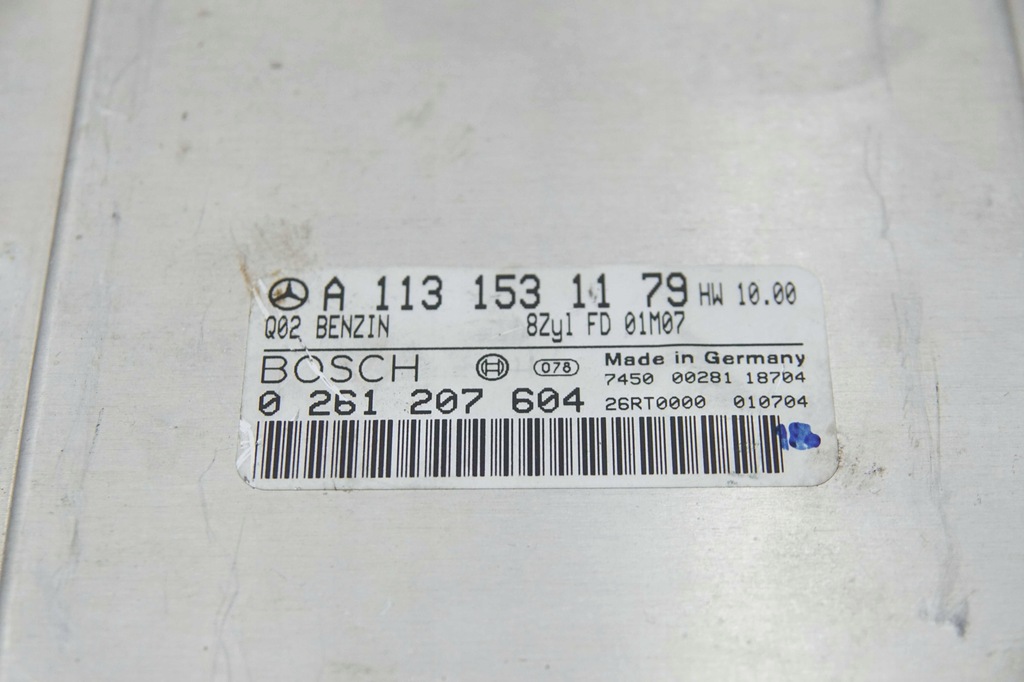 A 113 153 11 79 HW 10.00
Q02 BENZIN 8Zyl FD 01M07
BOSCH 078 Made in Germany
7450 00281 18704
0 261 207 604 26RT0000 010704